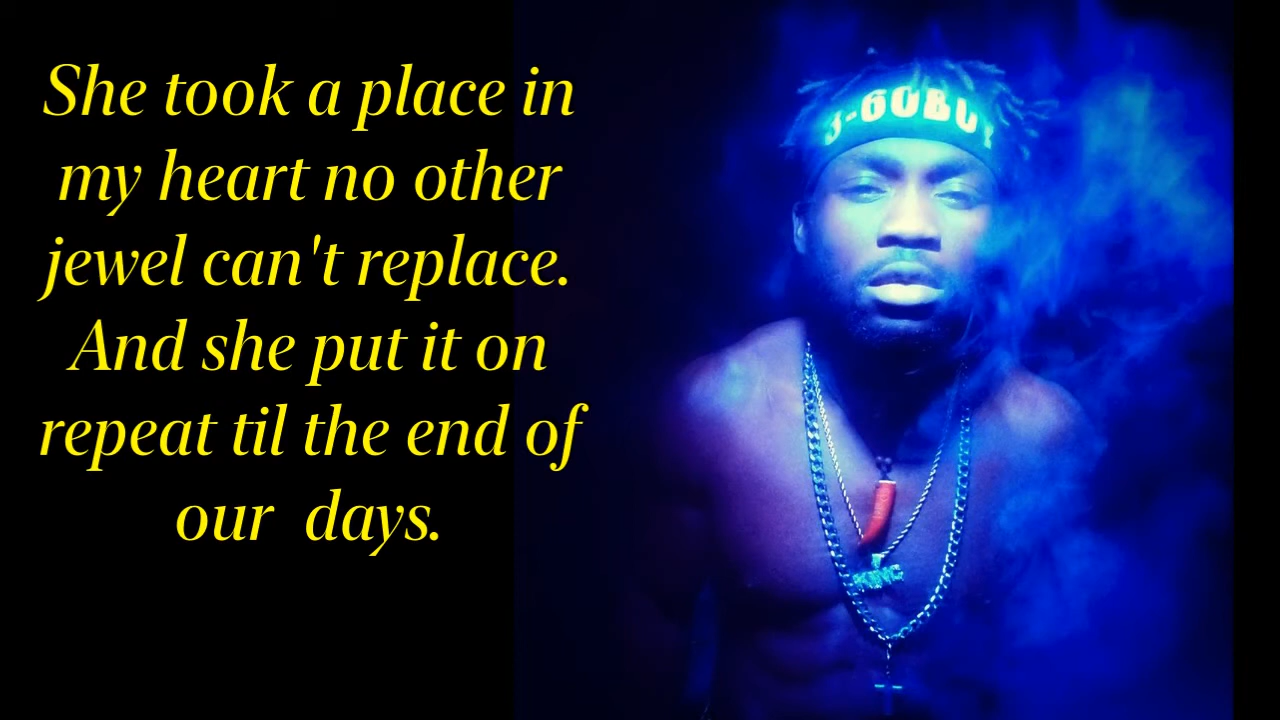 She took a place in
my heart no other
jewel can't replace.
And she put it on
repeat til the end of
our  days.
KING